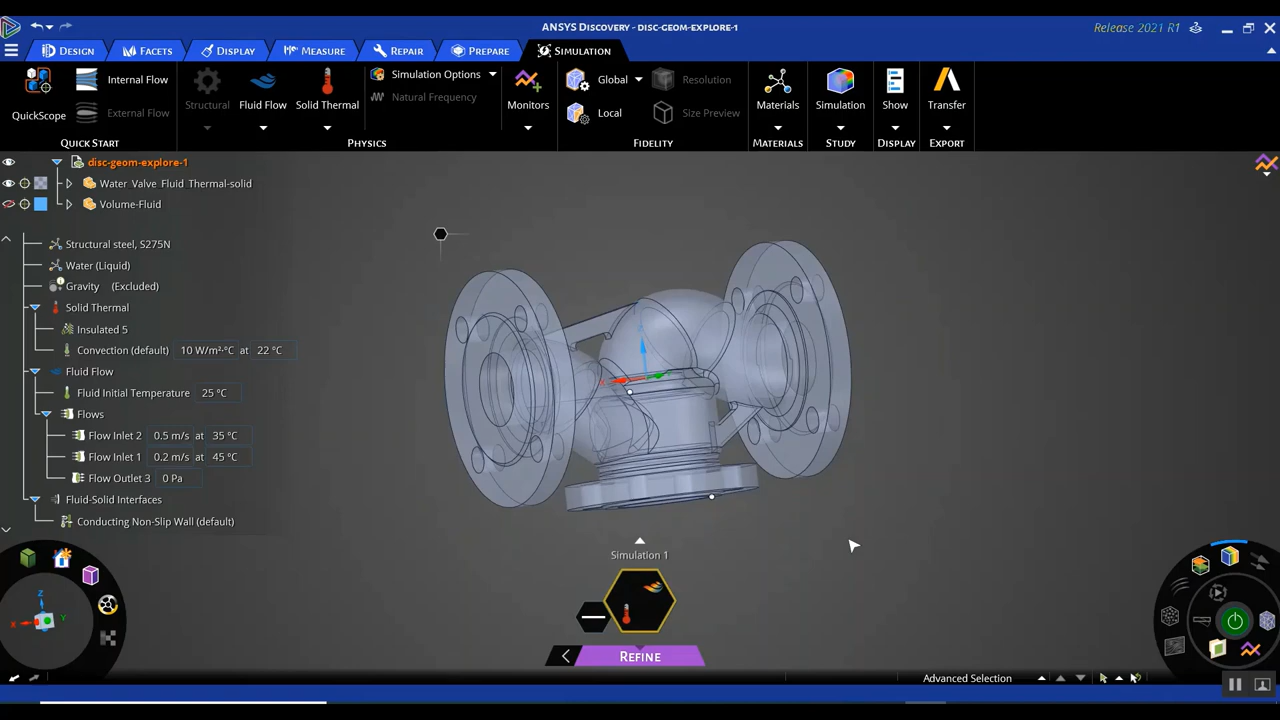 ANSYS Discovery - DISC-GEOM-EXPLORE-1
Release 2021 R1
DESIGN FACETS DISPLAY MEASURE REPAIR PREPARE SIMULATION
QuickScope
Internal Flow
External Flow
QUICK START
Structural
Fluid Flow
Solid Thermal
Simulation Options
Natural Frequency
PHYSICS
Monitors
Global
Local
Resolution
Size Preview
FIDELITY
Materials
MATERIALS
Simulation
STUDY
Show
DISPLAY
Transfer
EXPORT
disc-geom-explore-1
Water Valve Fluid Thermal-solid
Volume-Fluid
Structural steel, S275N
Water (Liquid)
Gravity (Excluded)
Solid Thermal
Insulated 5
Convection (default) 10 W/m²·°C at 22 °C
Fluid Flow
Fluid Initial Temperature 25 °C
Flows
Flow Inlet 2 0.5 m/s at 35 °C
Flow Inlet 1 0.2 m/s at 45 °C
Flow Outlet 3 0 Pa
Fluid-Solid Interfaces
Conducting Non-Slip Wall (default)
Z
X
Y
X
Simulation 1
REFINE
Advanced Selection